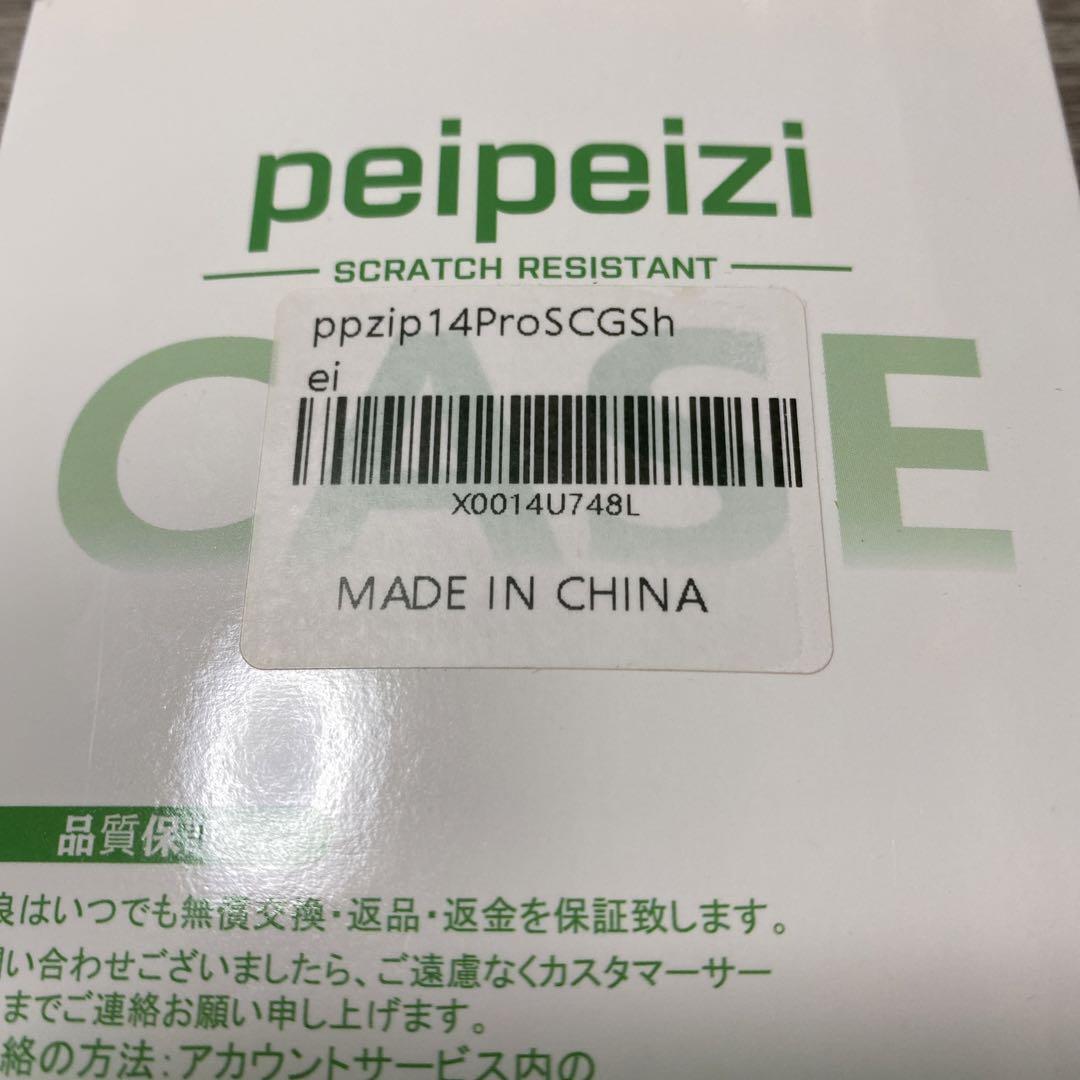 peipeizi
SCRATCH RESISTANT
CASE
ppzip14ProSCGSh
ei
X0014U748L
MADE IN CHINA
品質保証
良はいつでも無償交換・返品・返金を保証致します。
問い合わせございましたら、ご遠慮なくカスタマーサー
までご連絡お願い申し上げます。
絡の方法:アカウントサービス内の